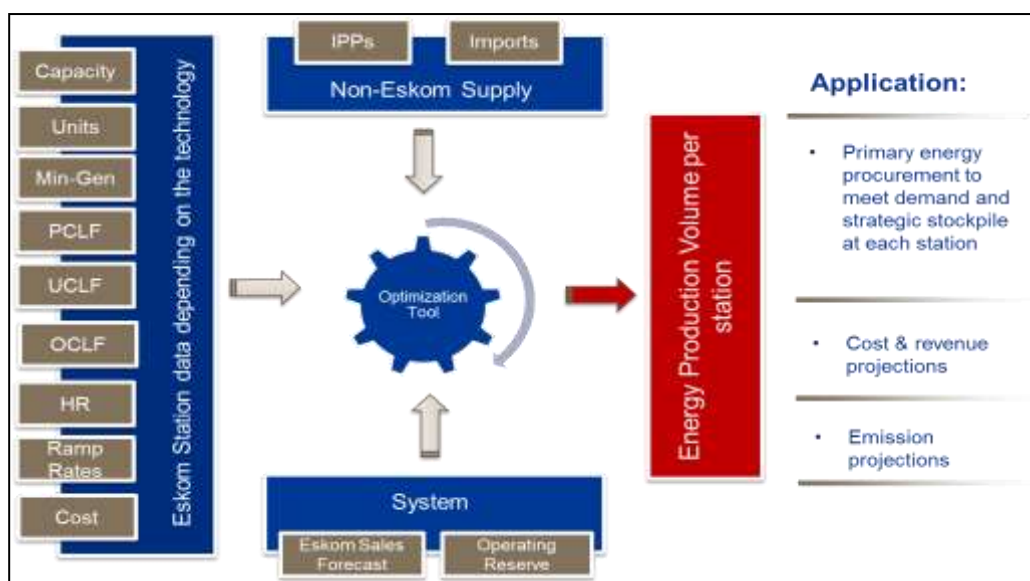 Capacity
Units
Min-Gen
PCLF
UCLF
OCLF
HR
Ramp
Rates
Cost
Eskom Station data depending on the technology
IPPs
Imports
Non-Eskom Supply
Optimization
Tool
System
Eskom Sales
Forecast
Operating
Reserve
Energy Production Volume per
station
Application:
• Primary energy
procurement to
meet demand and
strategic stockpile
at each station
• Cost & revenue
projections
• Emission
projections